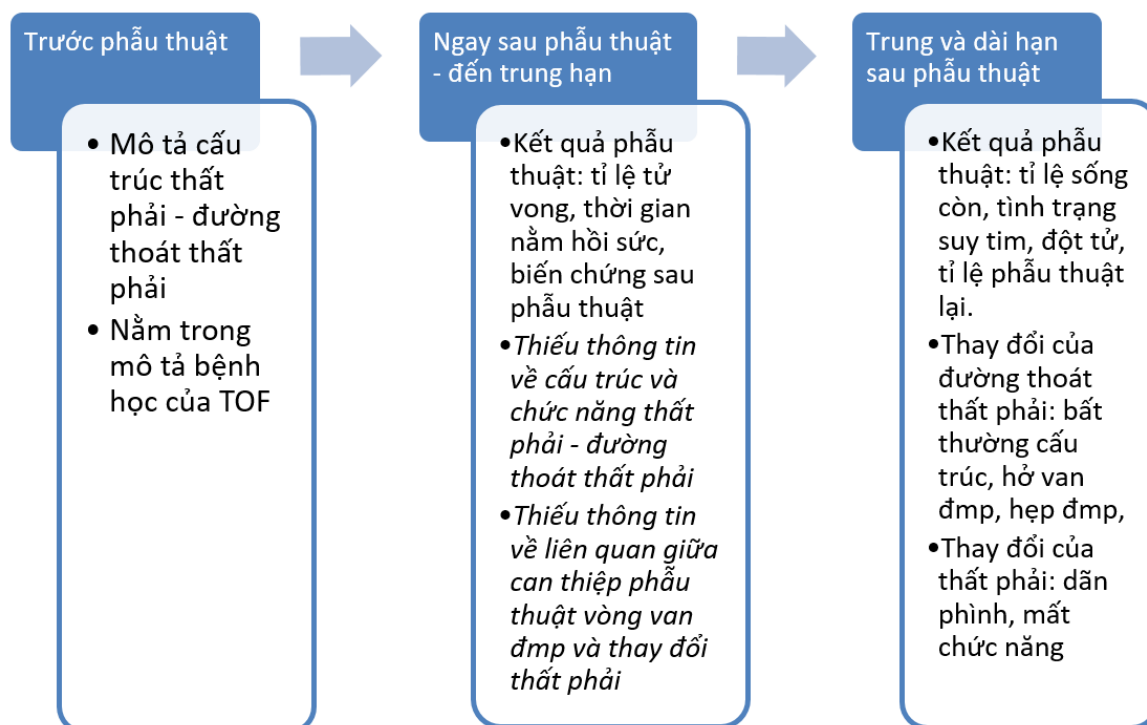 Trước phẫu thuật
• Mô tả cấu
trúc thất
phải - đường
thoát thất
phải
• Nằm trong
mô tả bệnh
học của TOF
Ngay sau phẫu thuật
- đến trung hạn
•Kết quả phẫu
thuật: tỉ lệ tử
vong, thời gian
nằm hồi sức,
biến chứng sau
phẫu thuật
•Thiếu thông tin
về cấu trúc và
chức năng thất
phải - đường
thoát thất phải
•Thiếu thông tin
về liên quan giữa
can thiệp phẫu
thuật vòng van
đmp và thay đổi
thất phải
Trung và dài hạn
sau phẫu thuật
•Kết quả phẫu
thuật: tỉ lệ sống
còn, tình trạng
suy tim, đột tử,
tỉ lệ phẫu thuật
lại.
•Thay đổi của
đường thoát
thất phải: bất
thường cấu
trúc, hở van
đmp, hẹp đmp,
•Thay đổi của
thất phải: dãn
phình, mất
chức năng